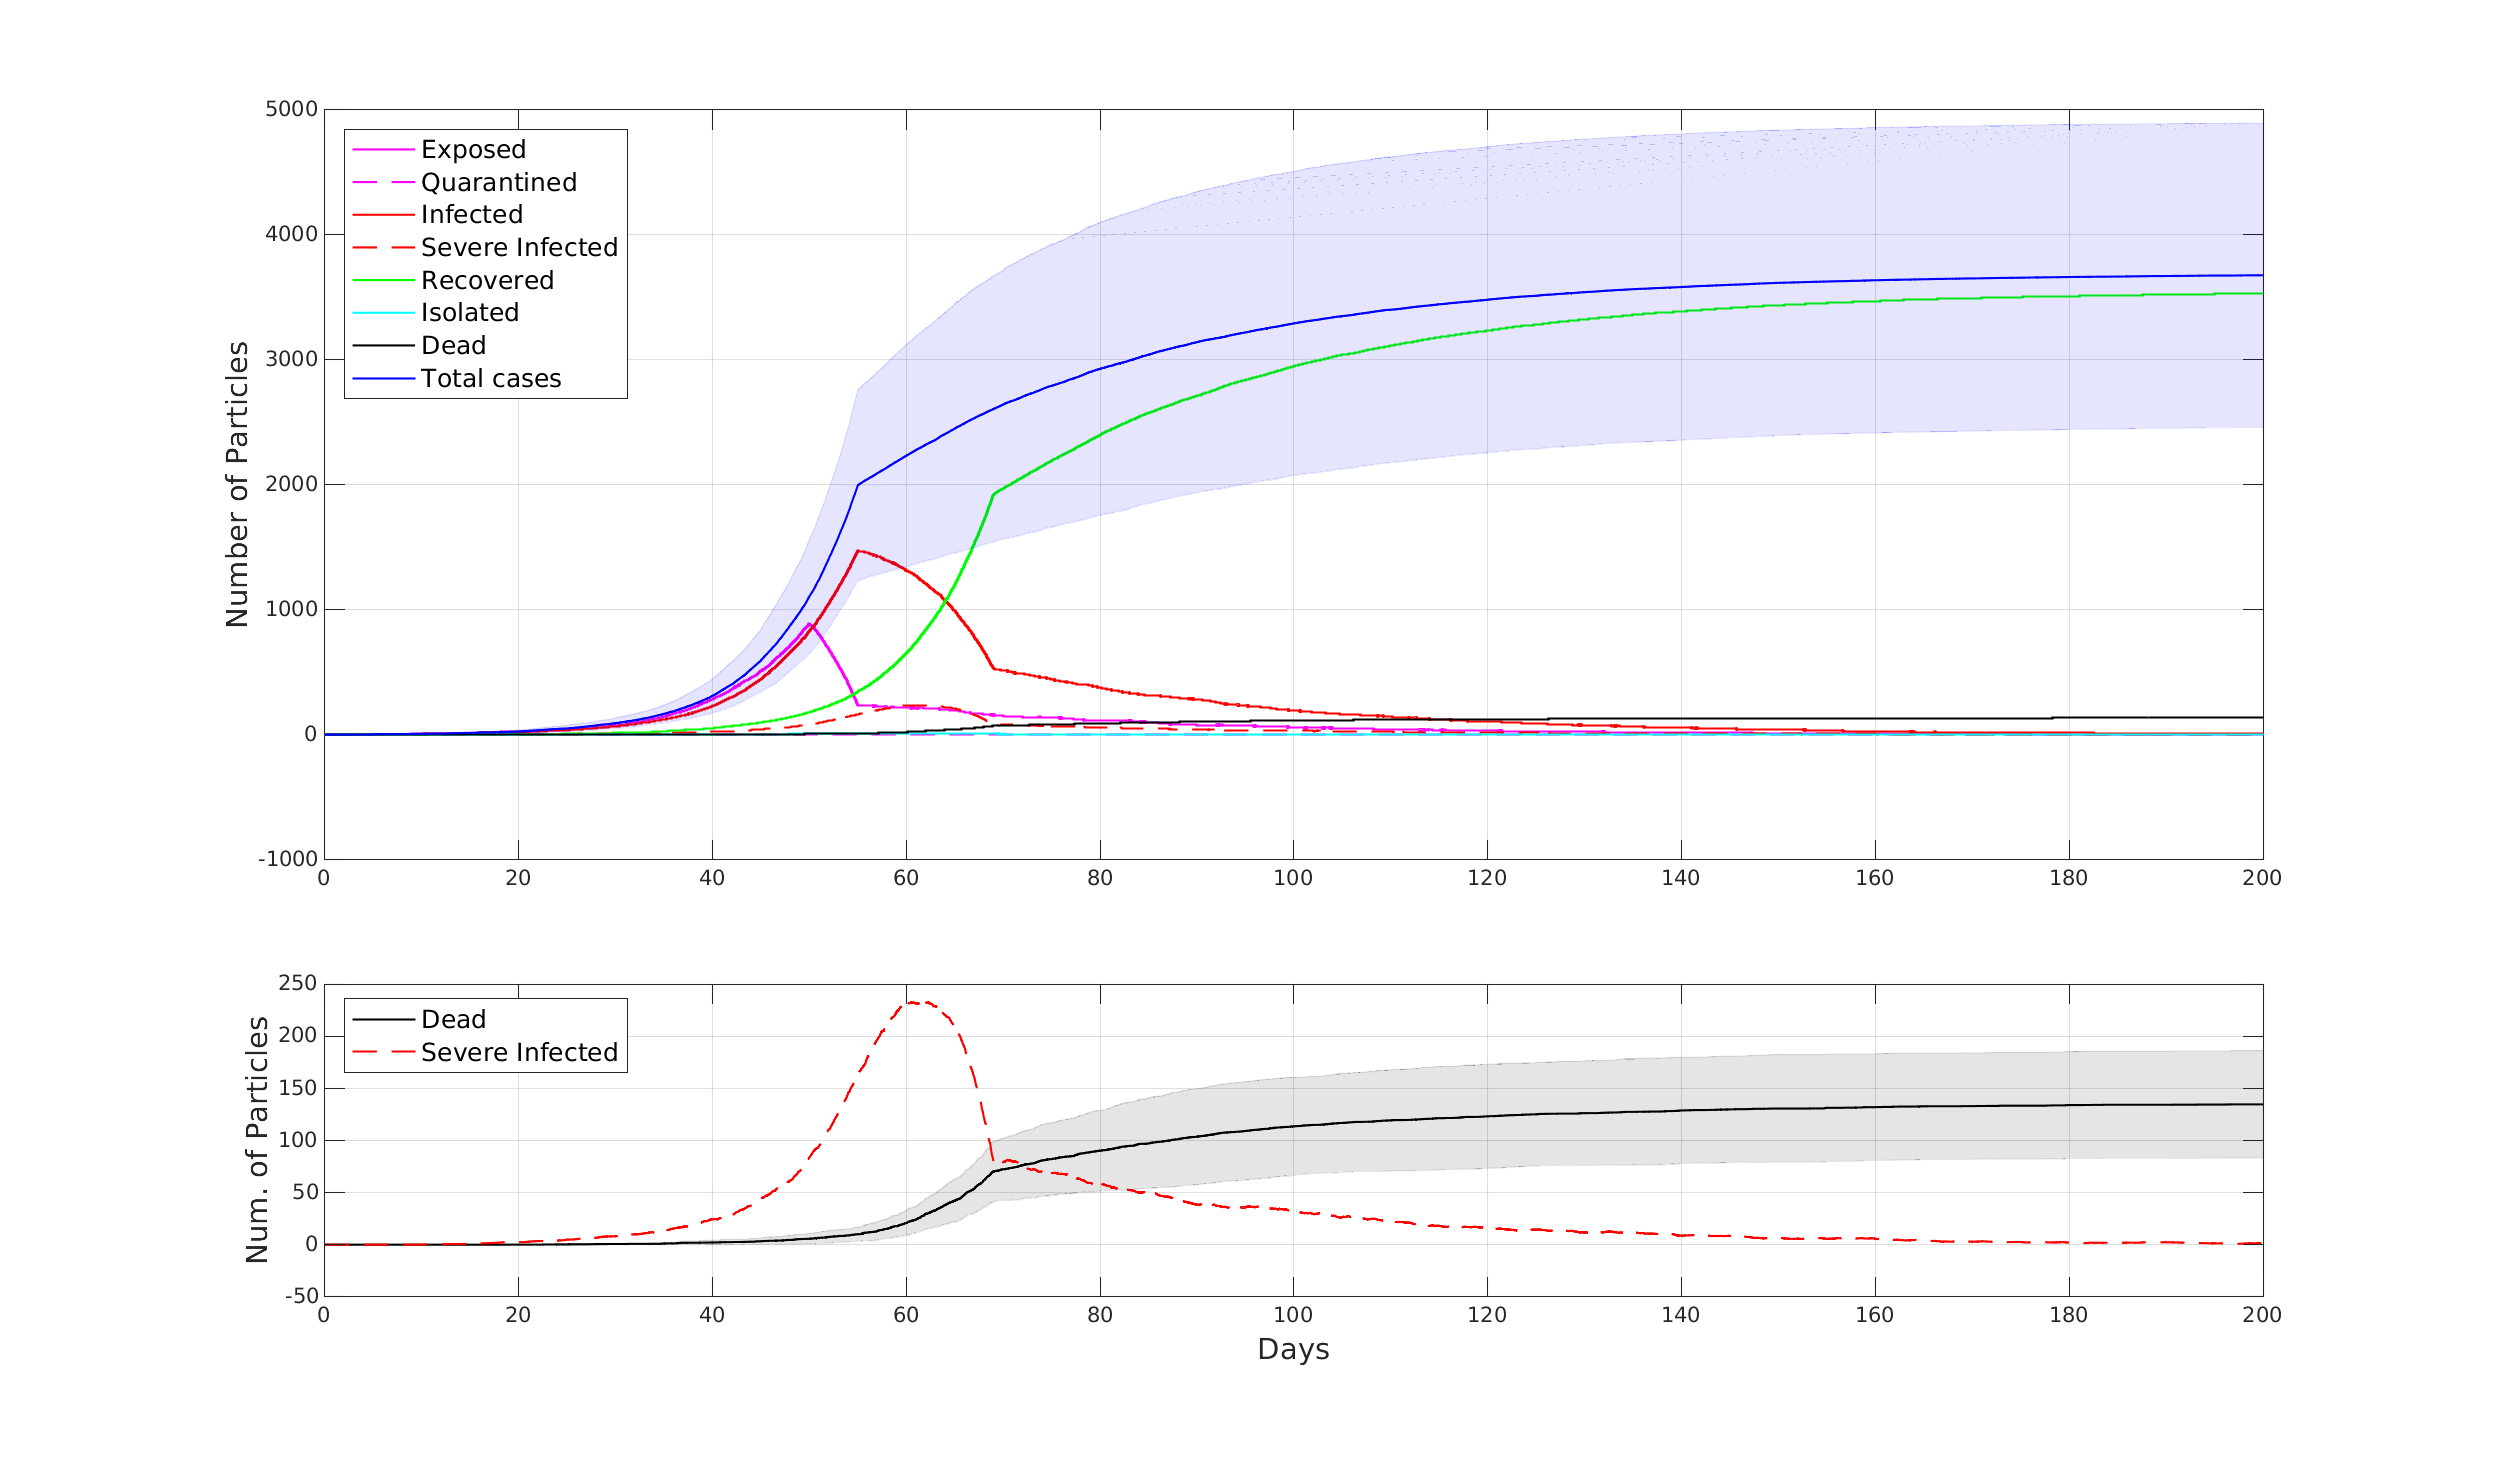 5000
4000
3000
2000
1000
0
-1000
Number of Particles
Exposed
Quarantined
Infected
Severe Infected
Recovered
Isolated
Dead
Total cases
0 20 40 60 80 100 120 140 160 180 200
250
200
150
100
50
0
-50
Num. of Particles
Dead
Severe Infected
0 20 40 60 80 100 120 140 160 180 200
Days